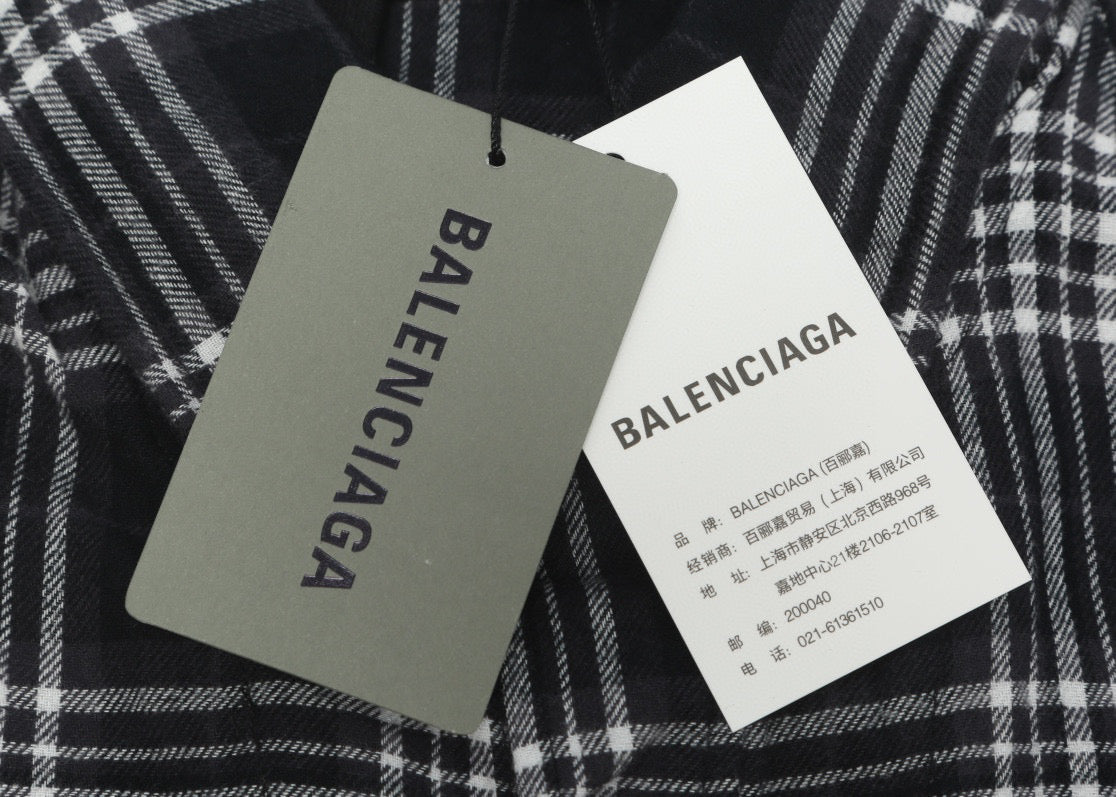 BALENCIAGA
BALENCIAGA
品 牌: BALENCIAGA (百郦嘉)
经销商: 百郦嘉贸易 (上海) 有限公司
地 址: 上海市静安区北京西路968号
嘉地中心21楼2106-2107室
邮 编: 200040
电 话: 021-61361510